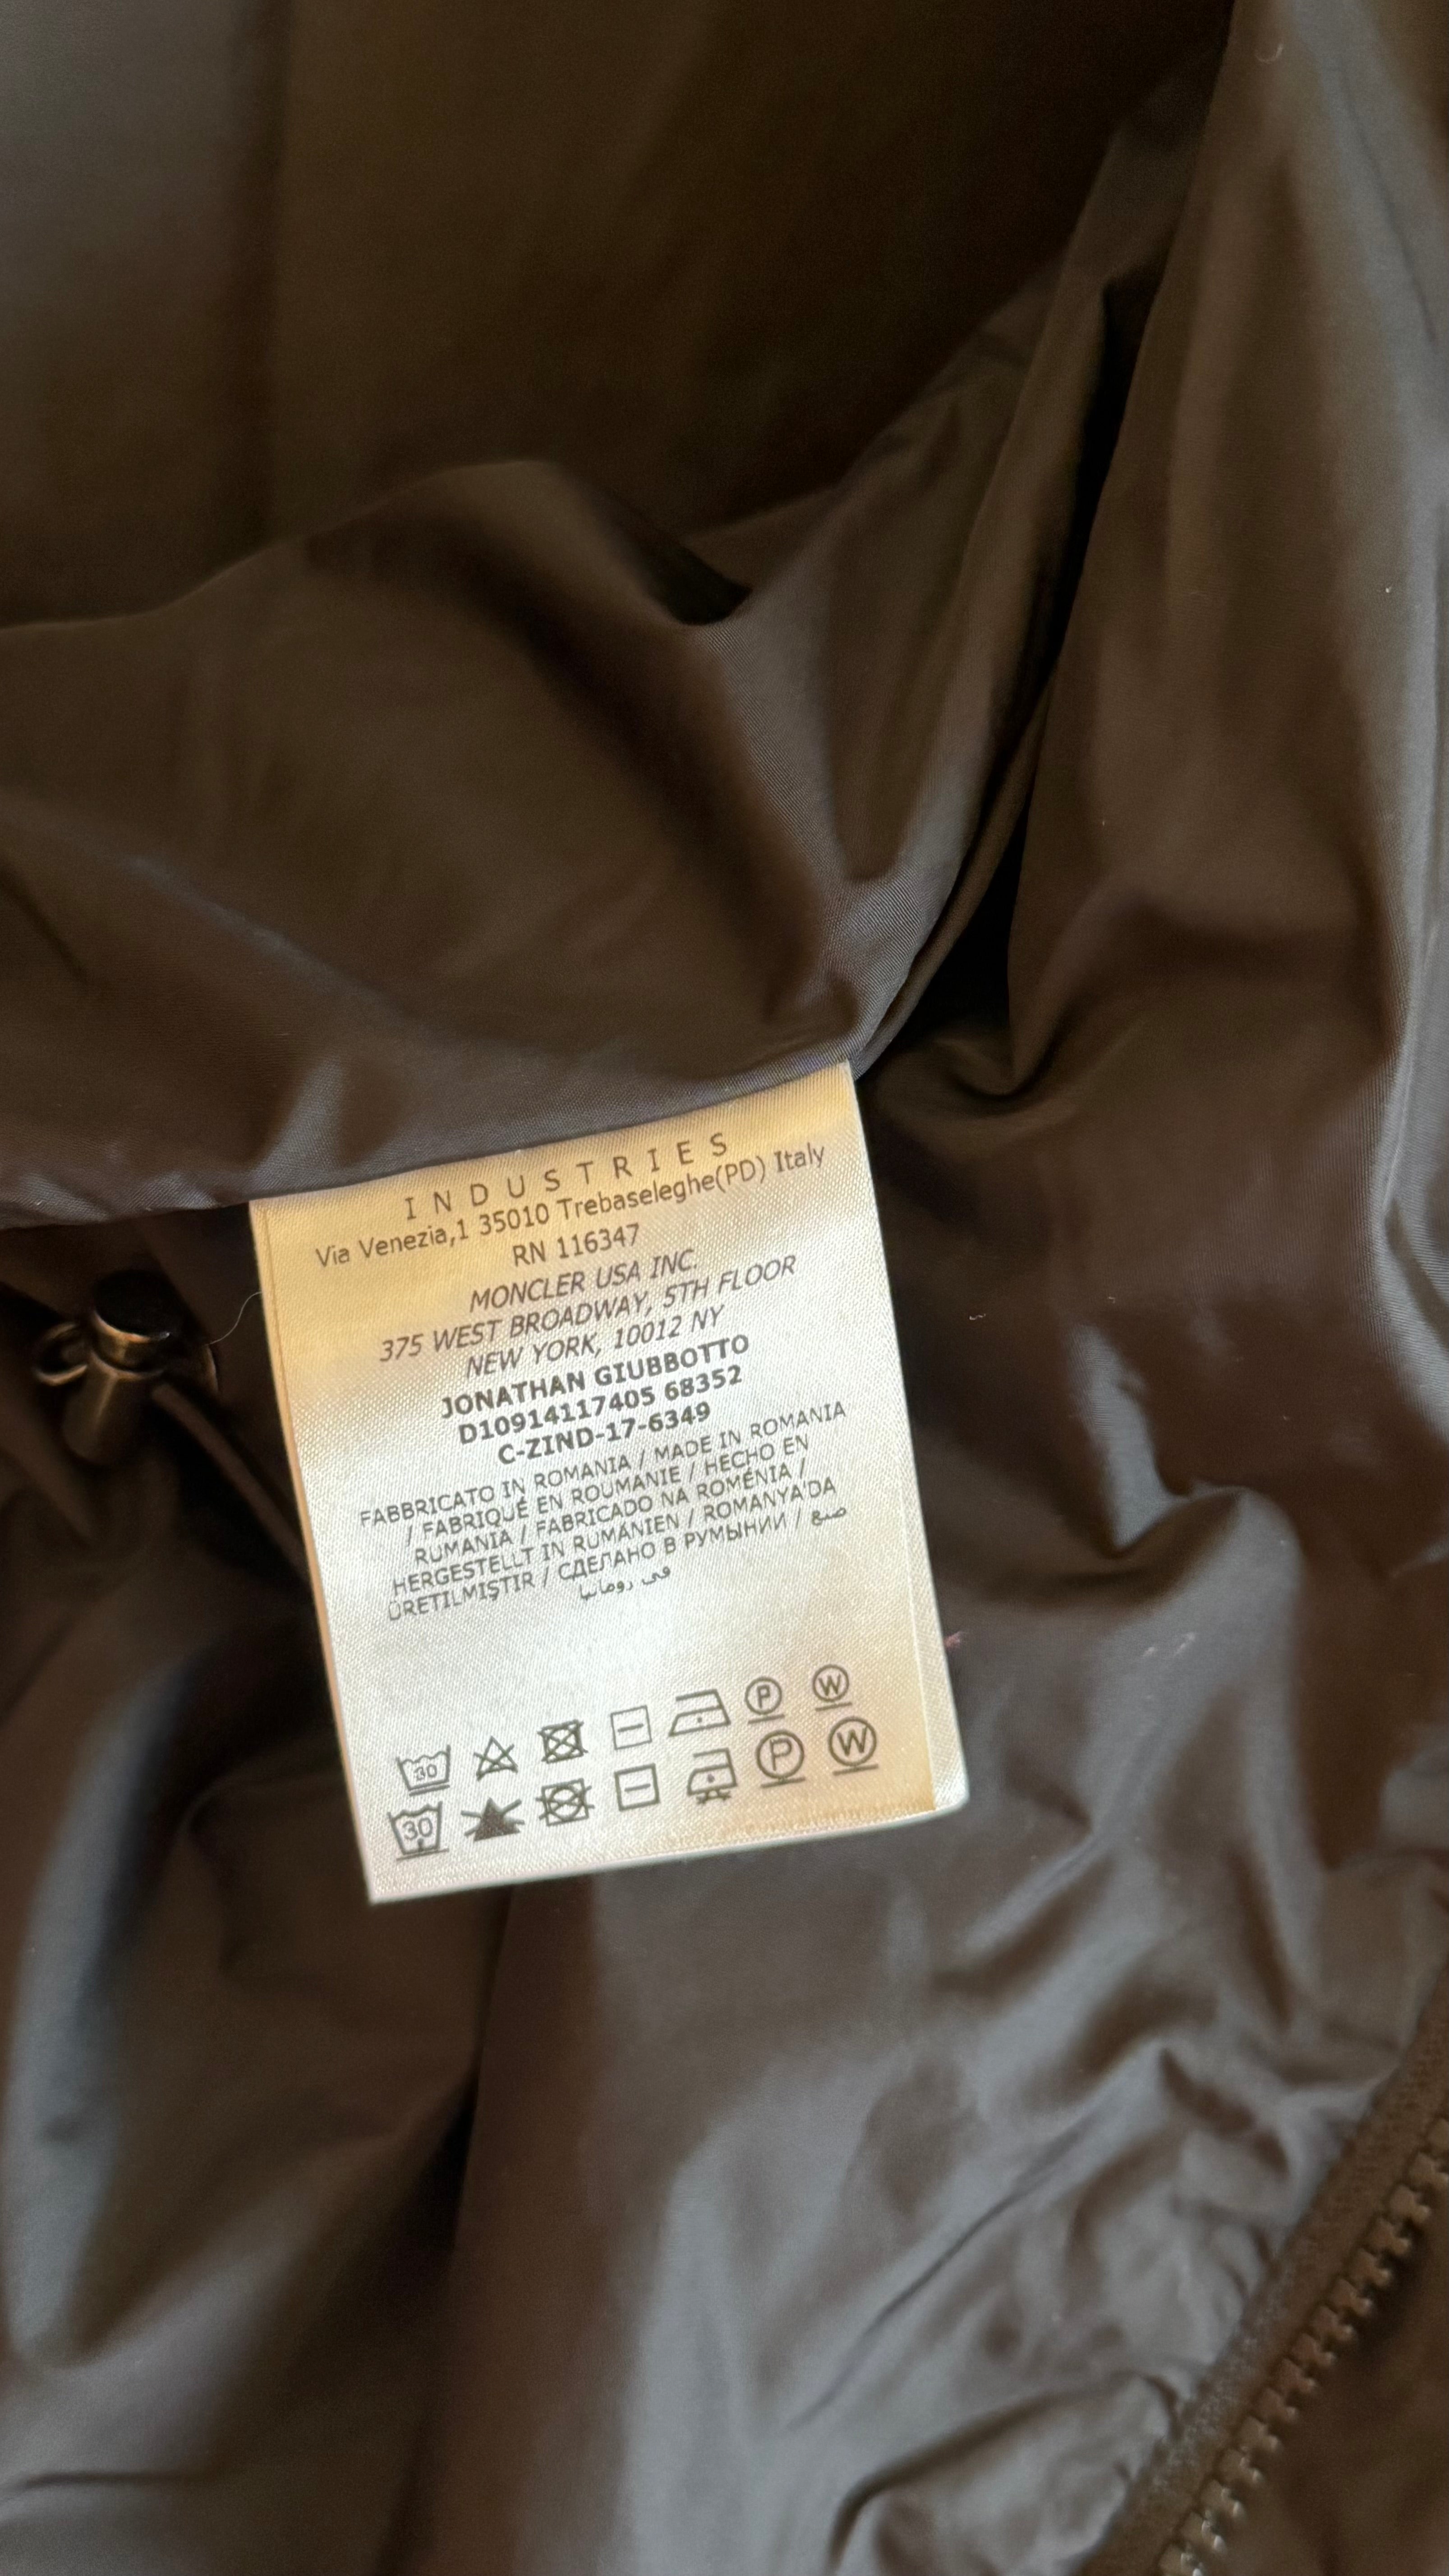 INDUSTRIES
Via Venezia,1 35010 Trebaseleghe(PD) Italy
RN 116347
MONCLER USA INC.
375 WEST BROADWAY, 5TH FLOOR
NEW YORK, 10012 NY
JONATHAN GIUBBOTTO
D10914117405 68352
C-ZIND-17-6349
FABBRICATO IN ROMANIA / MADE IN ROMANIA
/ FABRIQUÉ EN ROUMANIE / HECHO EN
RUMANIA / FABRICADO NA ROMÉNIA /
HERGESTELLT IN RUMÄNIEN / ROMANYA'DA
ÜRETILMIŞTIR / СДЕЛАНО В РУМЫНИИ / صنع
في رومانيا
30 P W
30 P W